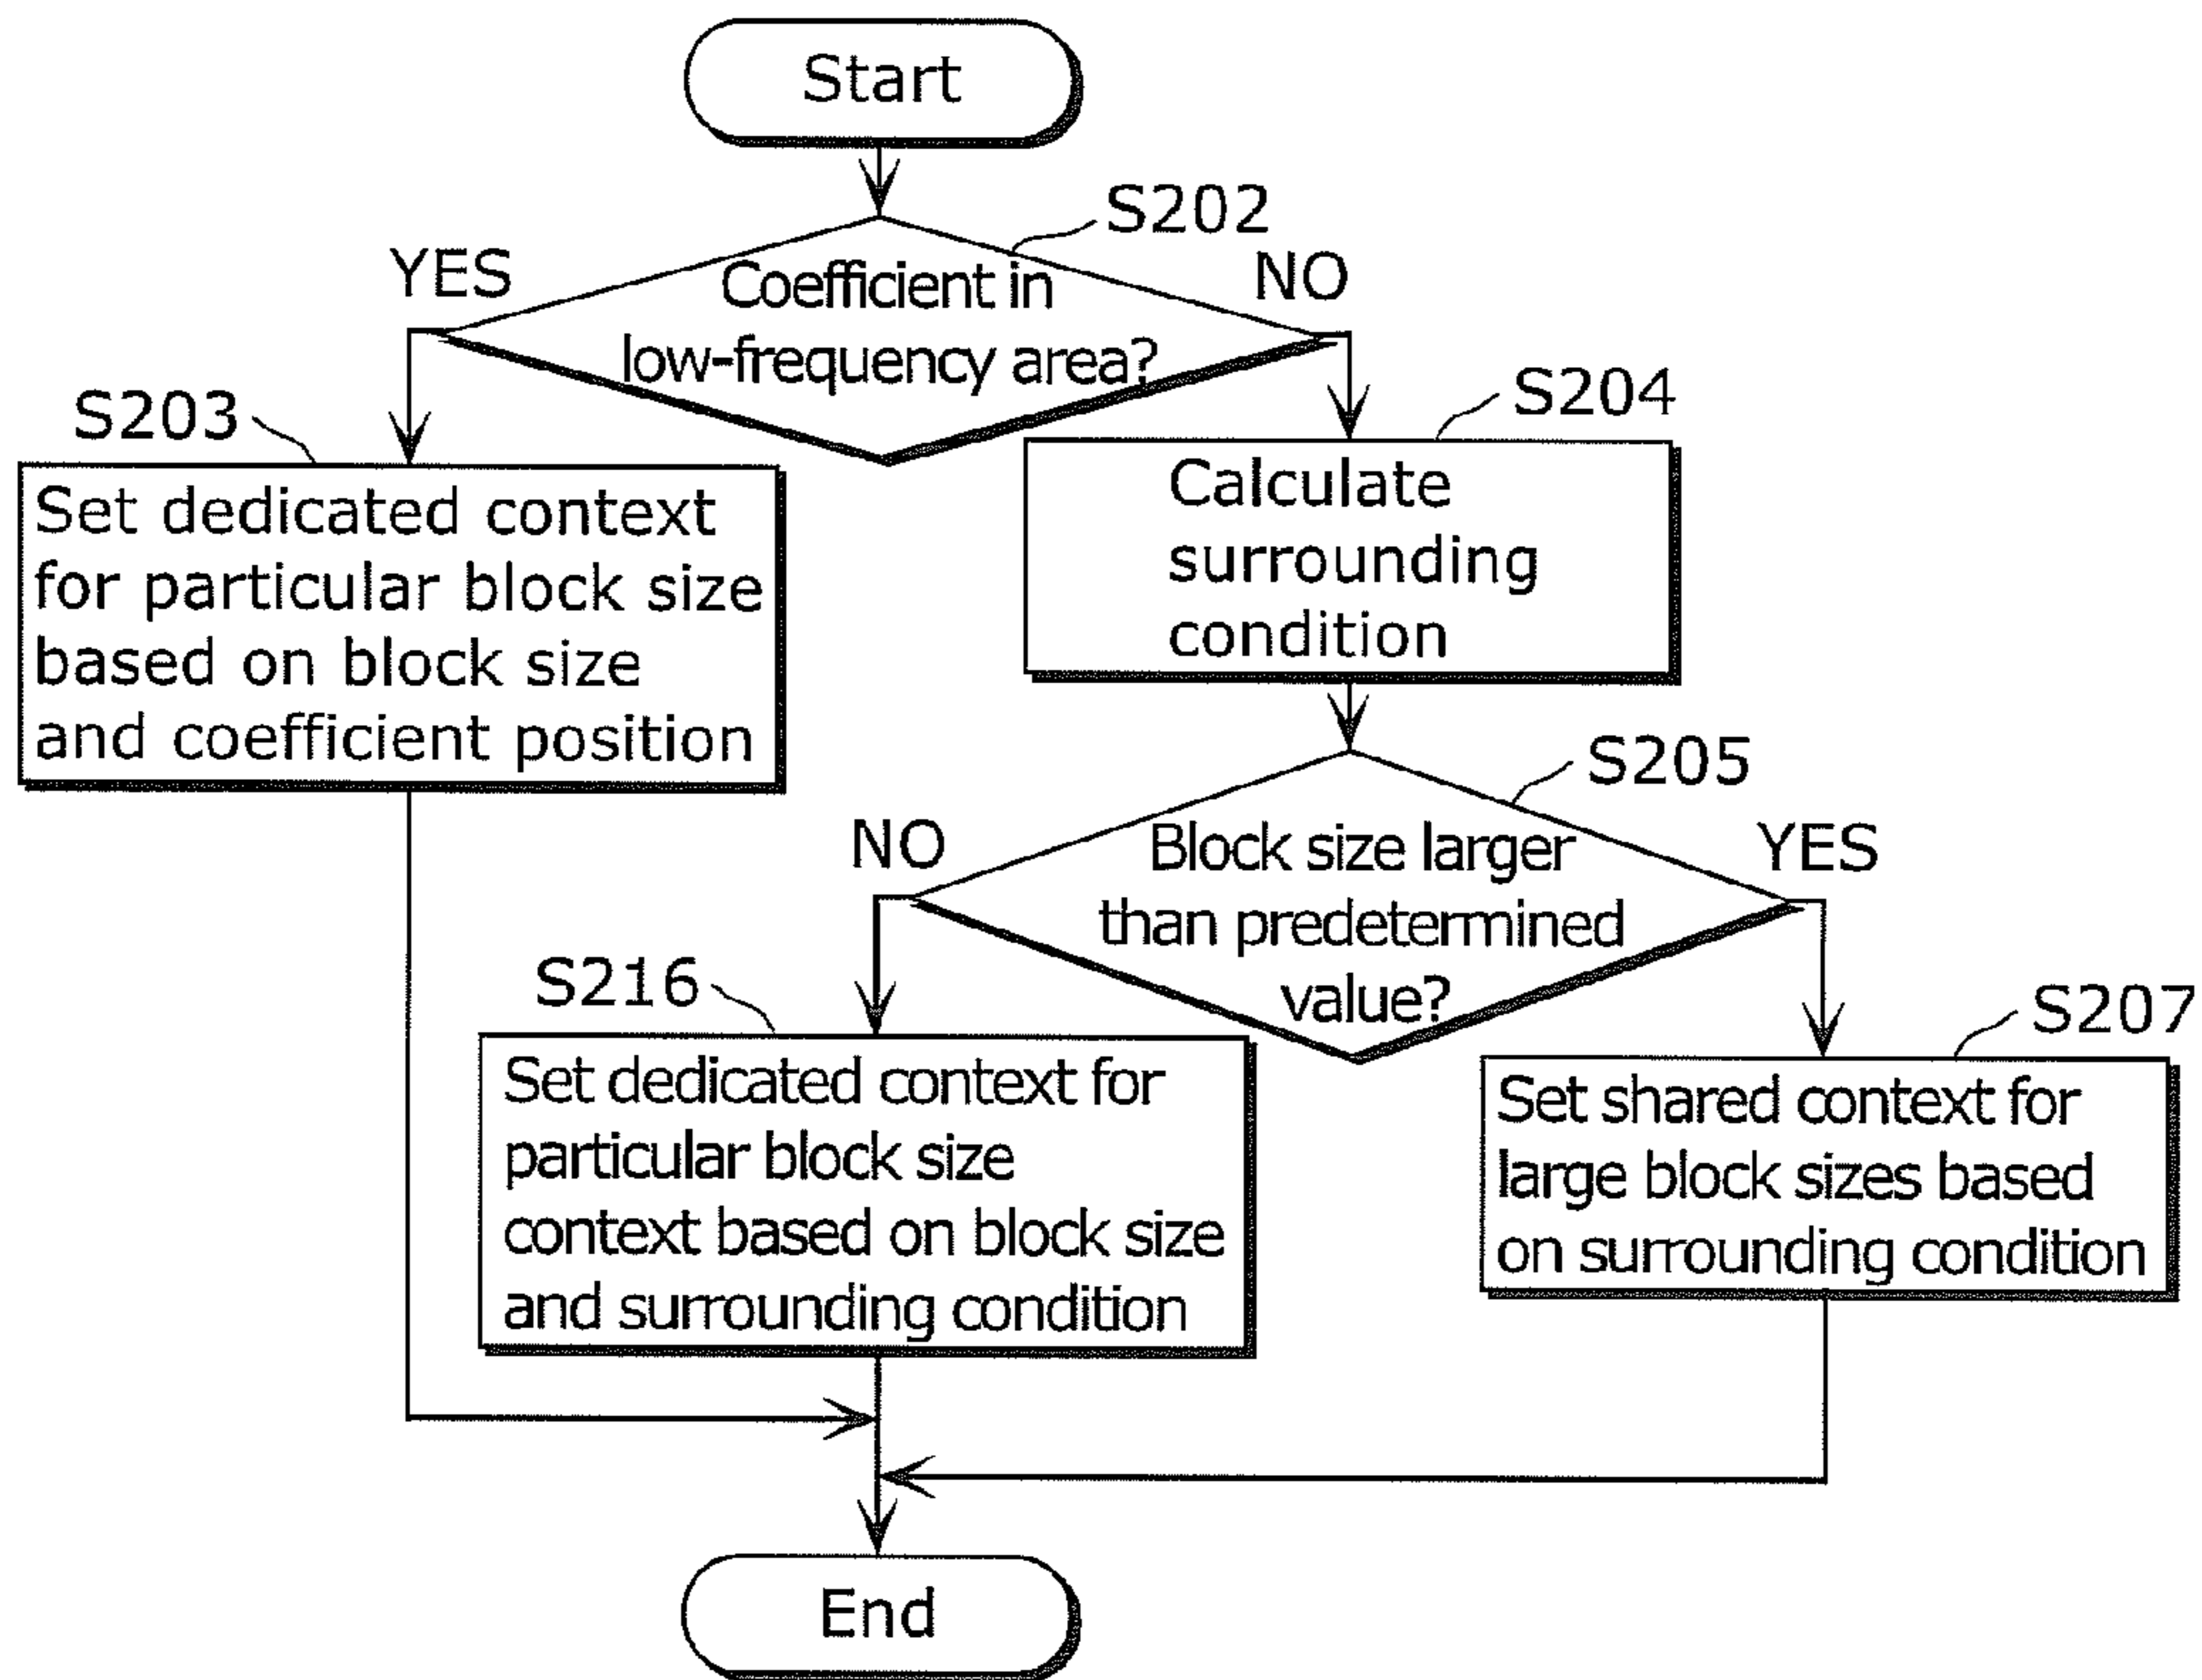 Start
S202
YES
NO
Coefficient in
low-frequency area?
S203
S204
Set dedicated context
for particular block size
based on block size
and coefficient position
Calculate
surrounding
condition
S205
NO
YES
Block size larger
than predetermined
value?
S216
S207
Set dedicated context for
particular block size
context based on block size
and surrounding condition
Set shared context for
large block sizes based
on surrounding condition
End